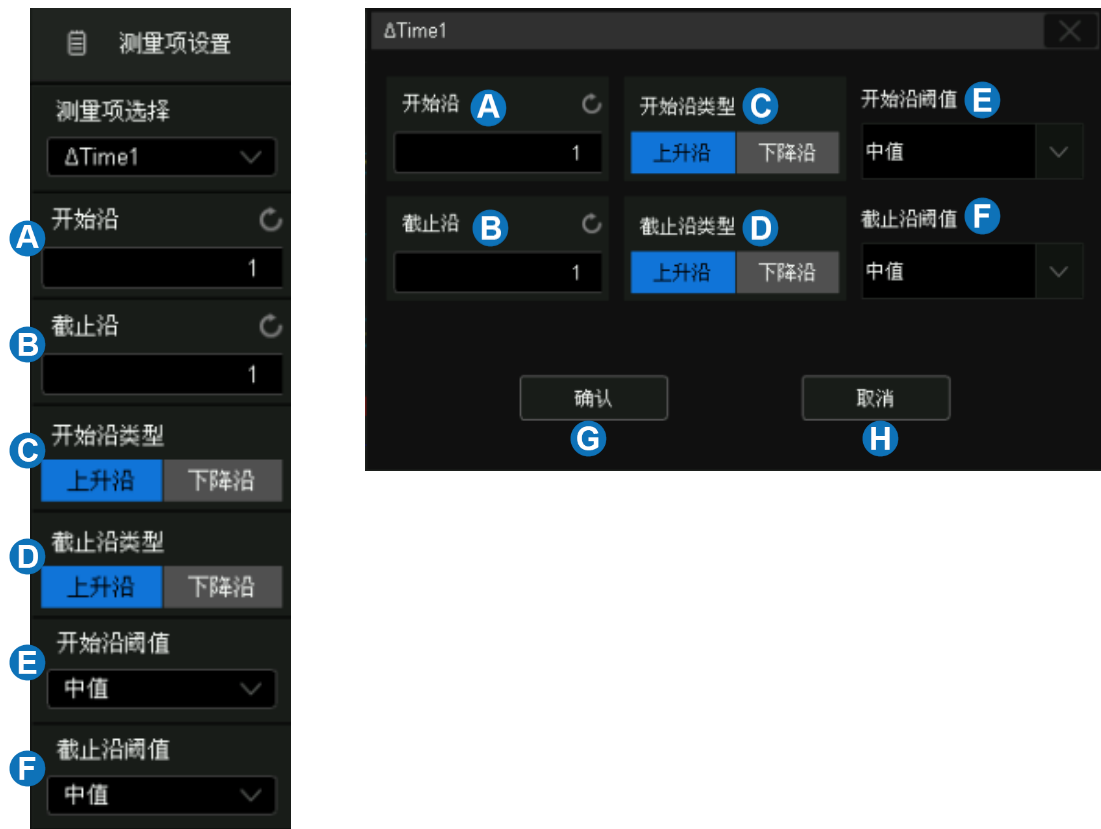 测量项设置
测量项选择
ΔTime1
开始沿
A
1
截止沿
B
1
开始沿类型
C
上升沿 下降沿
截止沿类型
D
上升沿 下降沿
开始沿阈值
E
中值
截止沿阈值
F
中值
ΔTime1
开始沿 A
1
开始沿类型 C
上升沿 下降沿
开始沿阈值 E
中值
截止沿 B
1
截止沿类型 D
上升沿 下降沿
截止沿阈值 F
中值
确认
G
取消
H